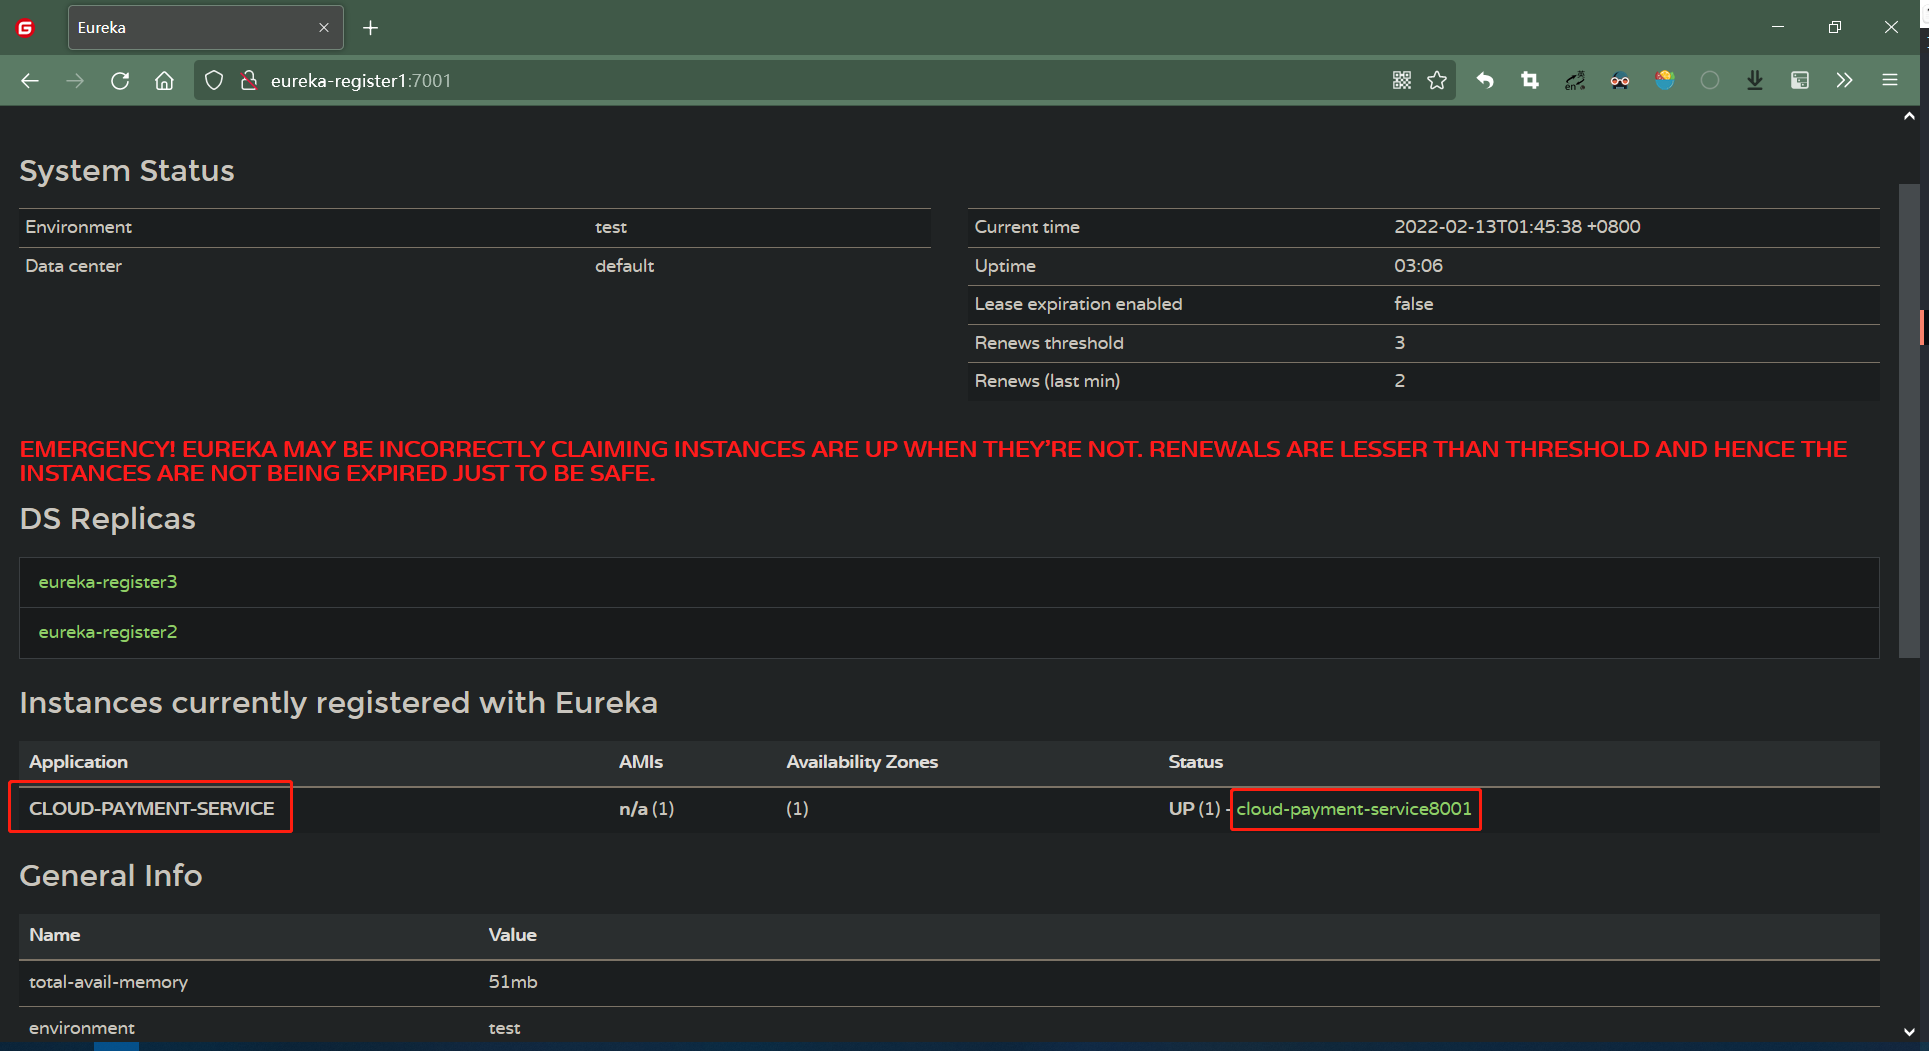 Eureka
eureka-register1:7001
System Status
Environment test
Data center default
Current time 2022-02-13T01:45:38 +0800
Uptime 03:06
Lease expiration enabled false
Renews threshold 3
Renews (last min) 2
EMERGENCY! EUREKA MAY BE INCORRECTLY CLAIMING INSTANCES ARE UP WHEN THEY'RE NOT. RENEWALS ARE LESSER THAN THRESHOLD AND HENCE THE
INSTANCES ARE NOT BEING EXPIRED JUST TO BE SAFE.
DS Replicas
eureka-register3
eureka-register2
Instances currently registered with Eureka
Application AMIs Availability Zones Status
CLOUD-PAYMENT-SERVICE n/a (1) (1) UP (1) - cloud-payment-service8001
General Info
Name Value
total-avail-memory 51mb
environment test